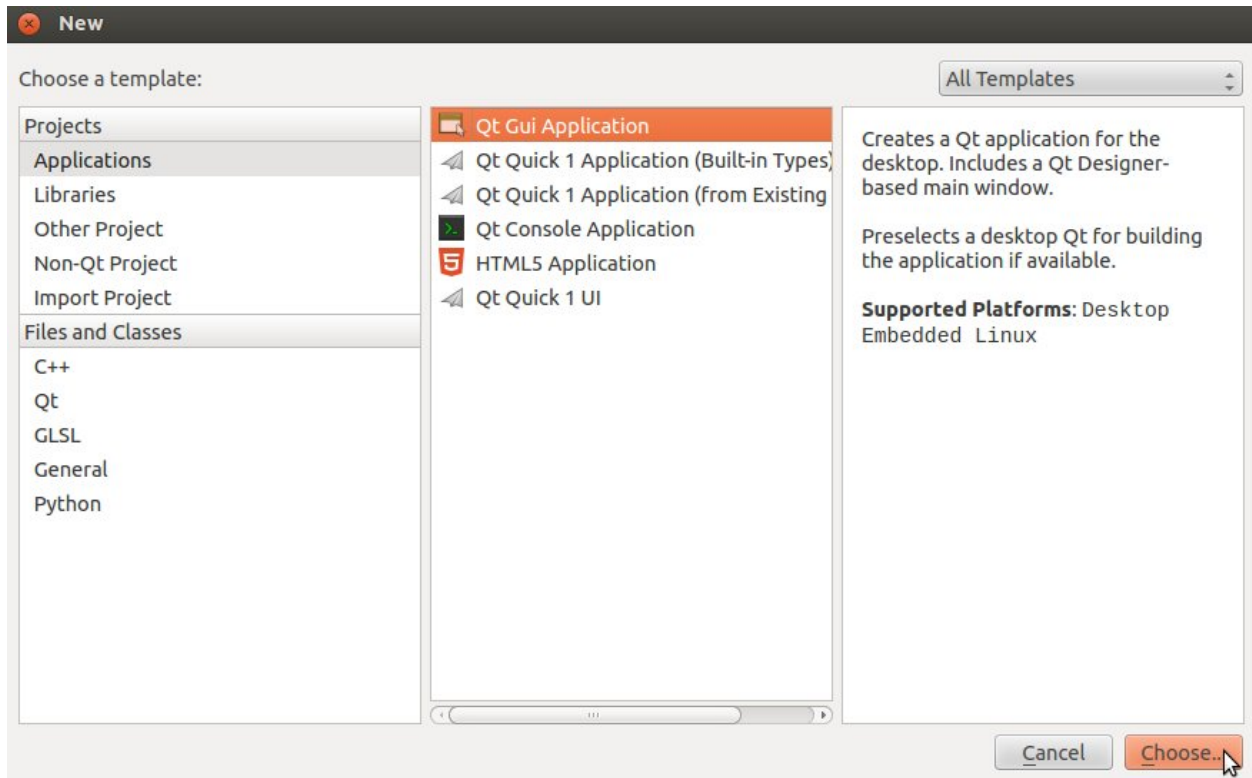 New
Choose a template:
All Templates
Projects
Applications
Libraries
Other Project
Non-Qt Project
Import Project
Files and Classes
C++
Qt
GLSL
General
Python
Qt Gui Application
Qt Quick 1 Application (Built-in Types)
Qt Quick 1 Application (from Existing
Qt Console Application
5 HTML5 Application
Qt Quick 1 UI
Creates a Qt application for the
desktop. Includes a Qt Designer-
based main window.
Preselects a desktop Qt for building
the application if available.
Supported Platforms: Desktop
Embedded Linux
Cancel
Choose...